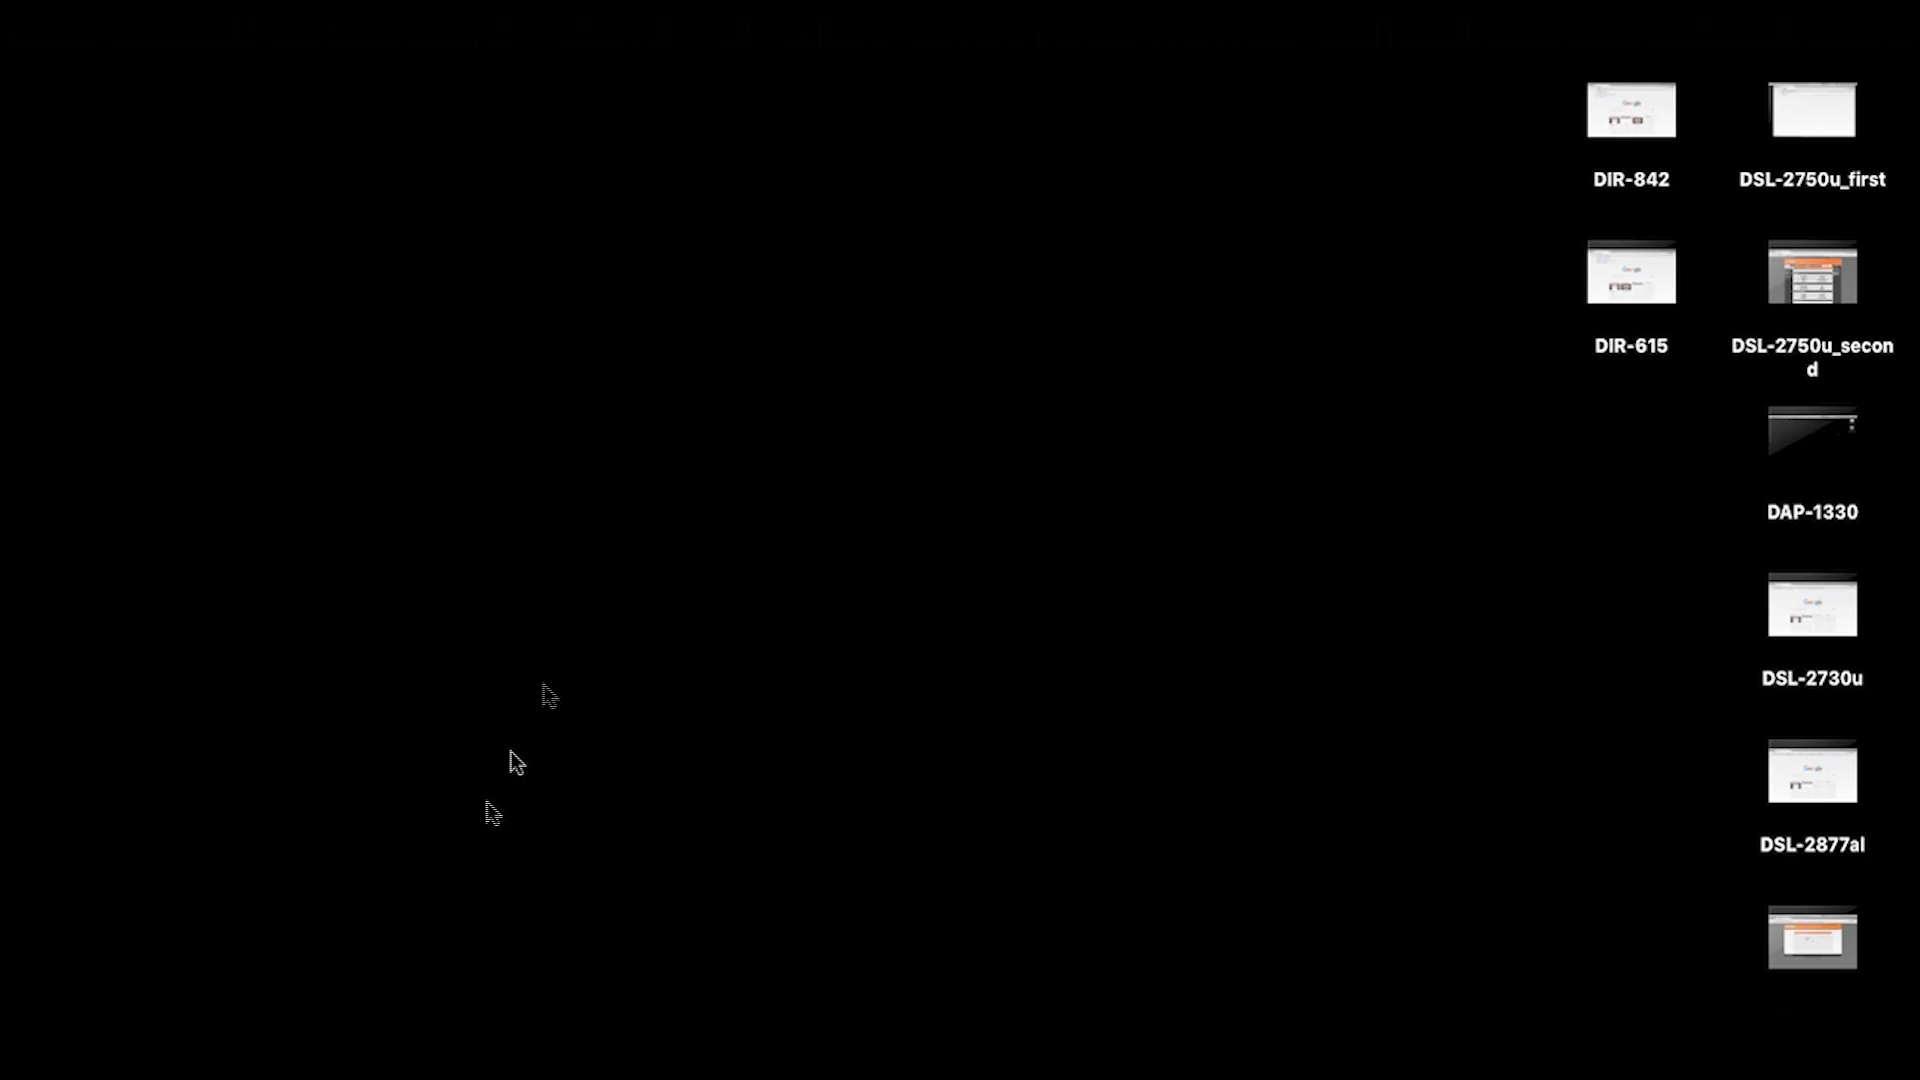 DIR-842
DSL-2750u_first
DIR-615
DSL-2750u_secon
d
DAP-1330
DSL-2730u
DSL-2877al